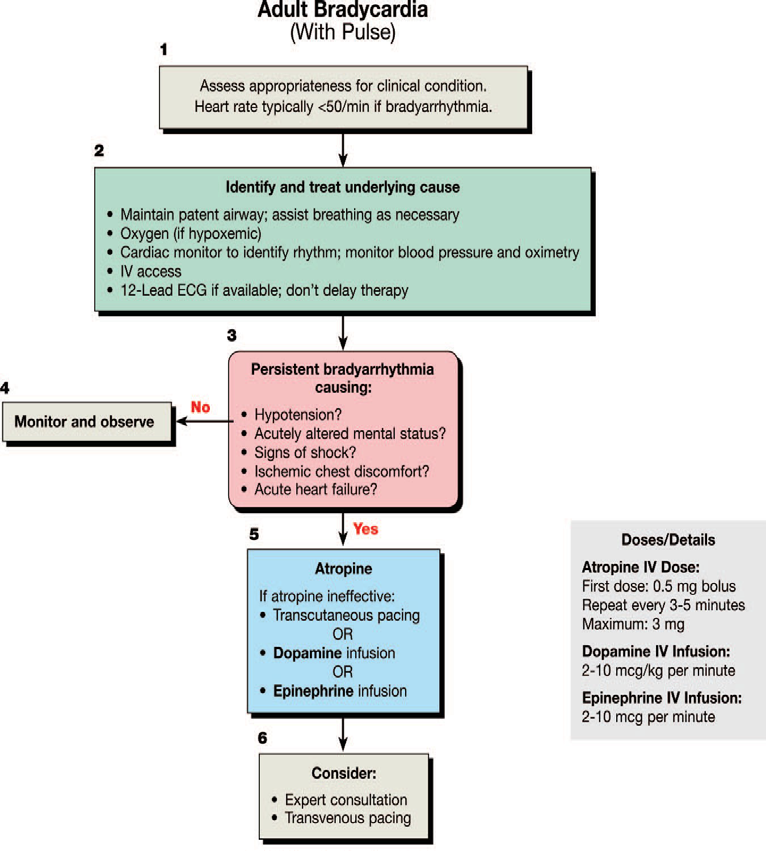 Adult Bradycardia
(With Pulse)
1
Assess appropriateness for clinical condition.
Heart rate typically <50/min if bradyarrhythmia.
2
Identify and treat underlying cause
• Maintain patent airway; assist breathing as necessary
• Oxygen (if hypoxemic)
• Cardiac monitor to identify rhythm; monitor blood pressure and oximetry
• IV access
• 12-Lead ECG if available; don't delay therapy
3
Persistent bradyarrhythmia
causing:
• Hypotension?
• Acutely altered mental status?
• Signs of shock?
• Ischemic chest discomfort?
• Acute heart failure?
4
No
Monitor and observe
Yes
5
Atropine
If atropine ineffective:
• Transcutaneous pacing
OR
• Dopamine infusion
OR
• Epinephrine infusion
6
Consider:
• Expert consultation
• Transvenous pacing
Doses/Details
Atropine IV Dose:
First dose: 0.5 mg bolus
Repeat every 3-5 minutes
Maximum: 3 mg
Dopamine IV Infusion:
2-10 mcg/kg per minute
Epinephrine IV Infusion:
2-10 mcg per minute